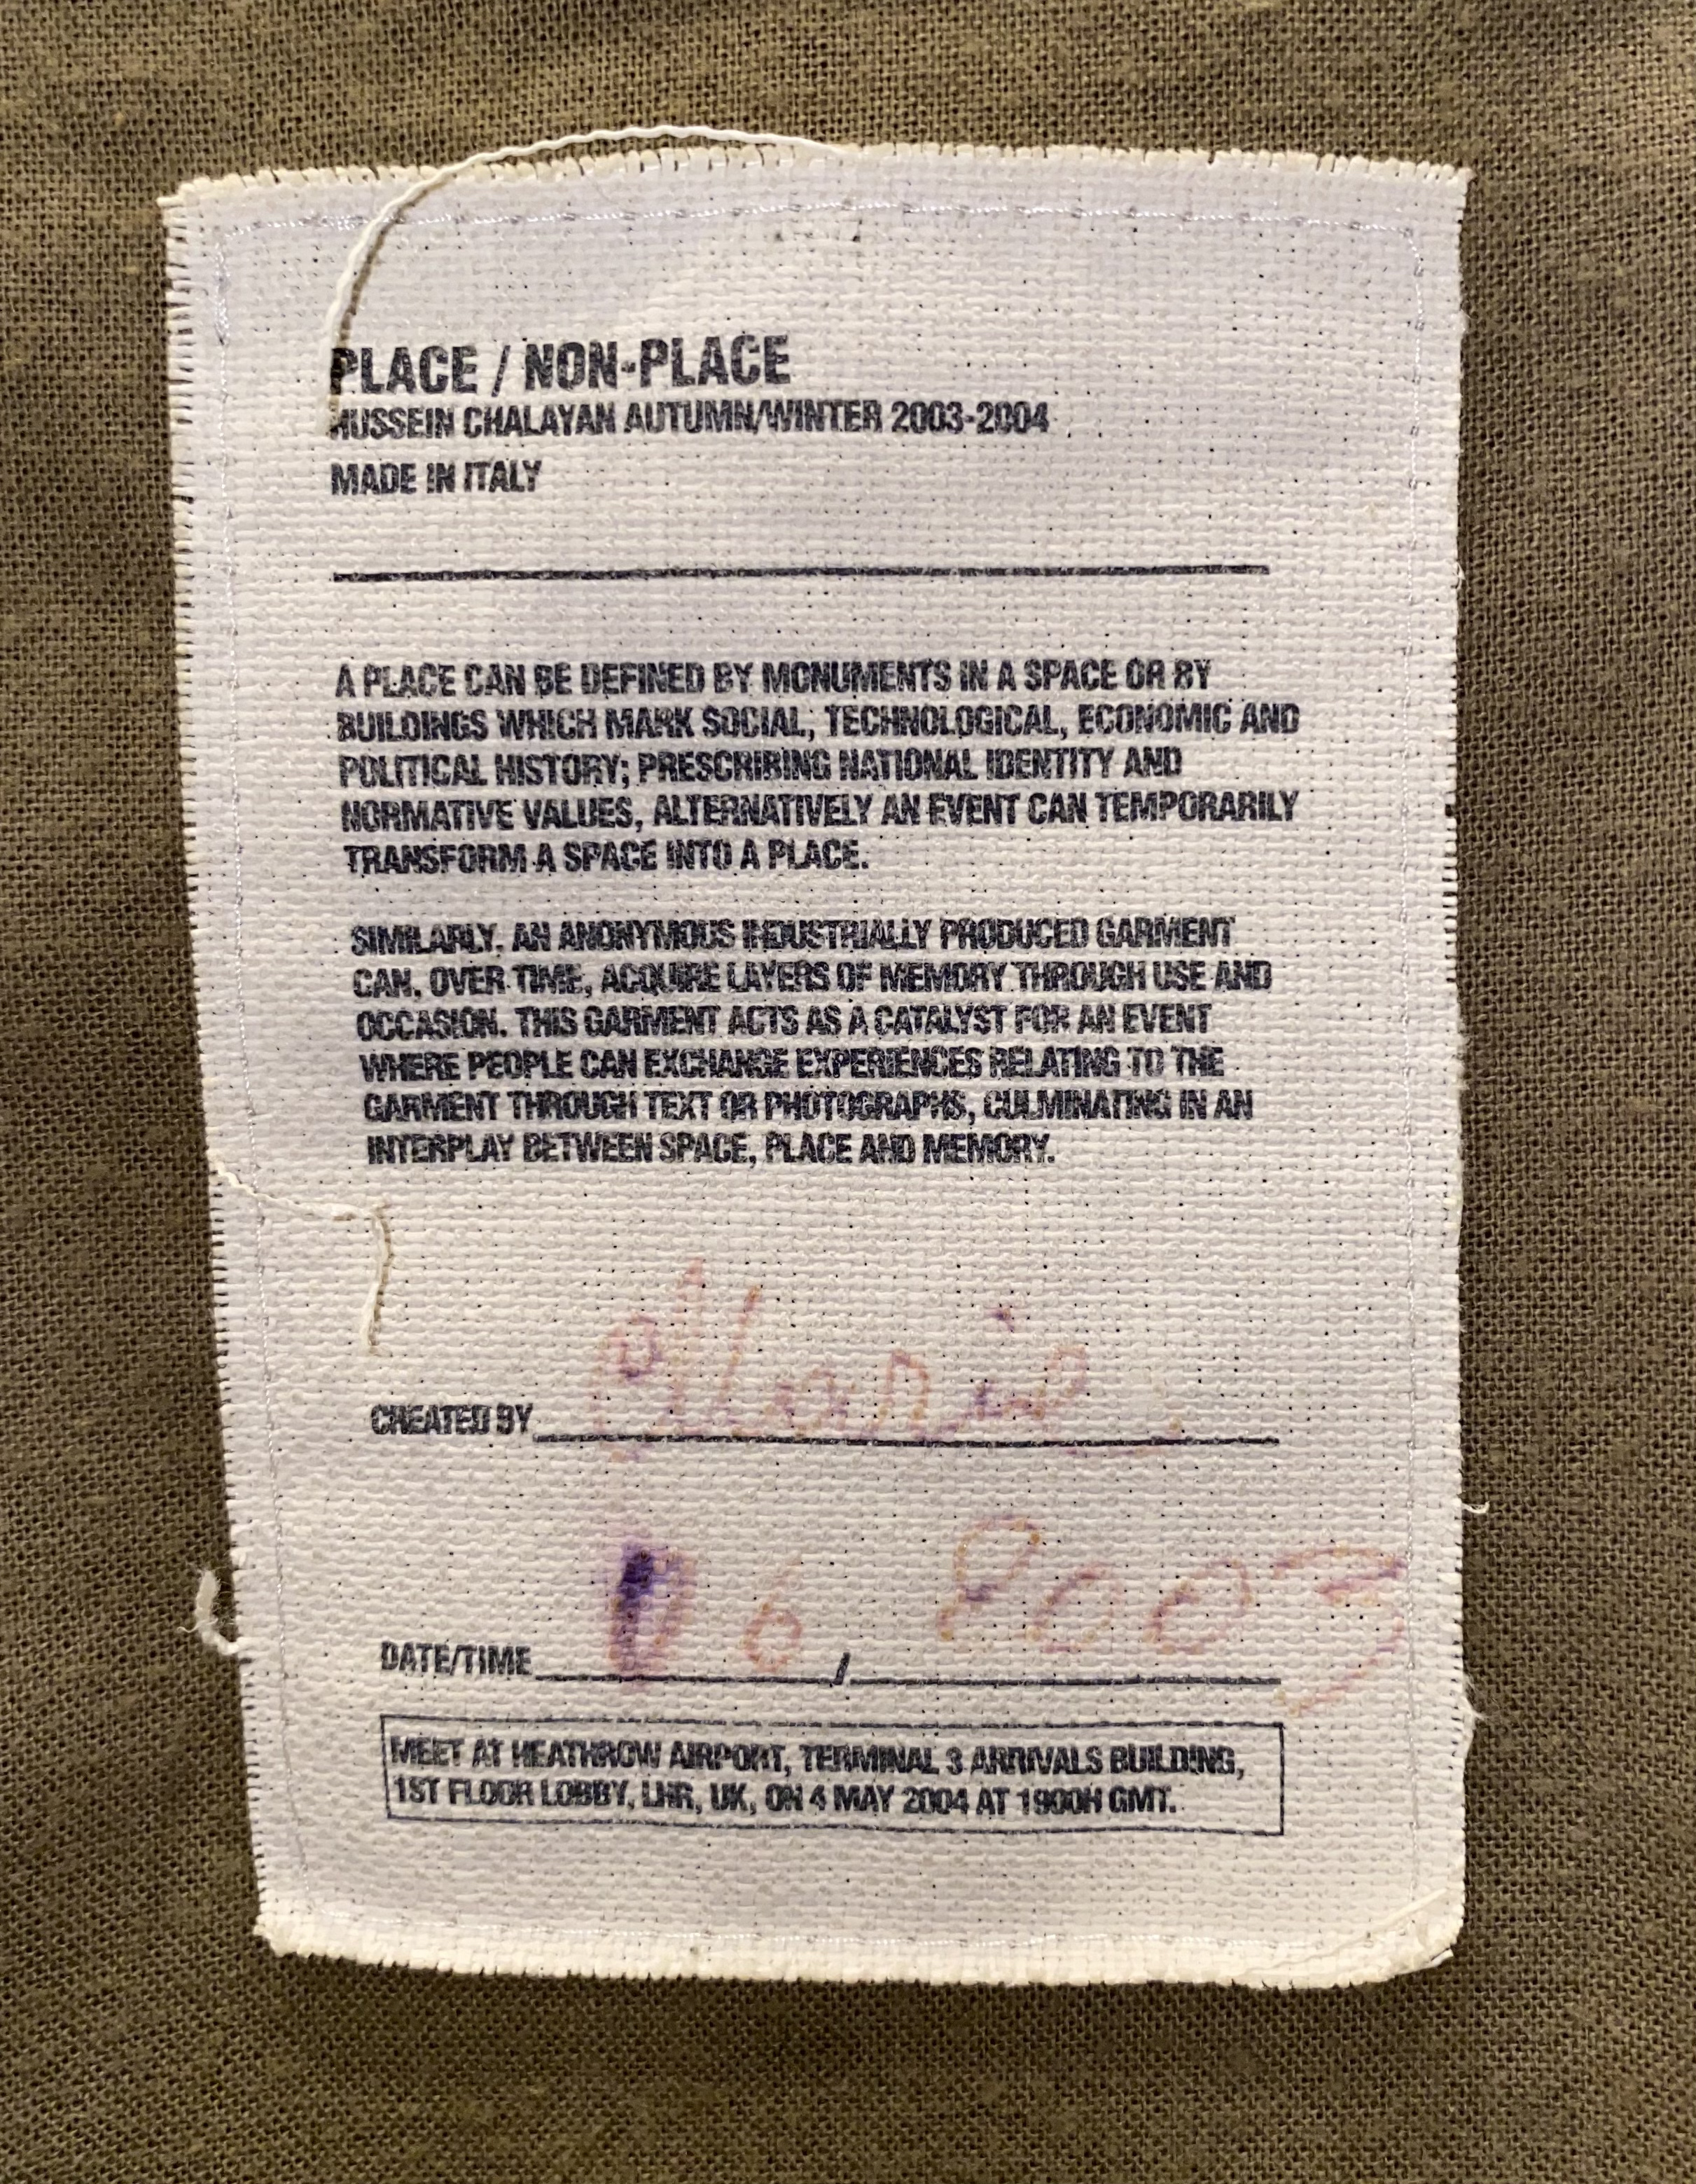 PLACE / NON-PLACE
HUSSEIN CHALAYAN AUTUMN/WINTER 2003-2004
MADE IN ITALY
A PLACE CAN BE DEFINED BY MONUMENTS IN A SPACE OR BY
BUILDINGS WHICH MARK SOCIAL, TECHNOLOGICAL, ECONOMIC AND
POLITICAL HISTORY; PRESCRIBING NATIONAL IDENTITY AND
NORMATIVE VALUES, ALTERNATIVELY AN EVENT CAN TEMPORARILY
TRANSFORM A SPACE INTO A PLACE.
SIMILARLY, AN ANONYMOUS INDUSTRIALLY PRODUCED GARMENT
CAN, OVER TIME, ACQUIRE LAYERS OF MEMORY THROUGH USE AND
OCCASION. THIS GARMENT ACTS AS A CATALYST FOR AN EVENT
WHERE PEOPLE CAN EXCHANGE EXPERIENCES RELATING TO THE
GARMENT THROUGH TEXT OR PHOTOGRAPHS, CULMINATING IN AN
INTERPLAY BETWEEN SPACE, PLACE AND MEMORY.
CREATED BY
DATE/TIME 06 / 2003
MEET AT HEATHROW AIRPORT, TERMINAL 3 ARRIVALS BUILDING,
1ST FLOOR LOBBY, LHR, UK, ON 4 MAY 2004 AT 1900H GMT.